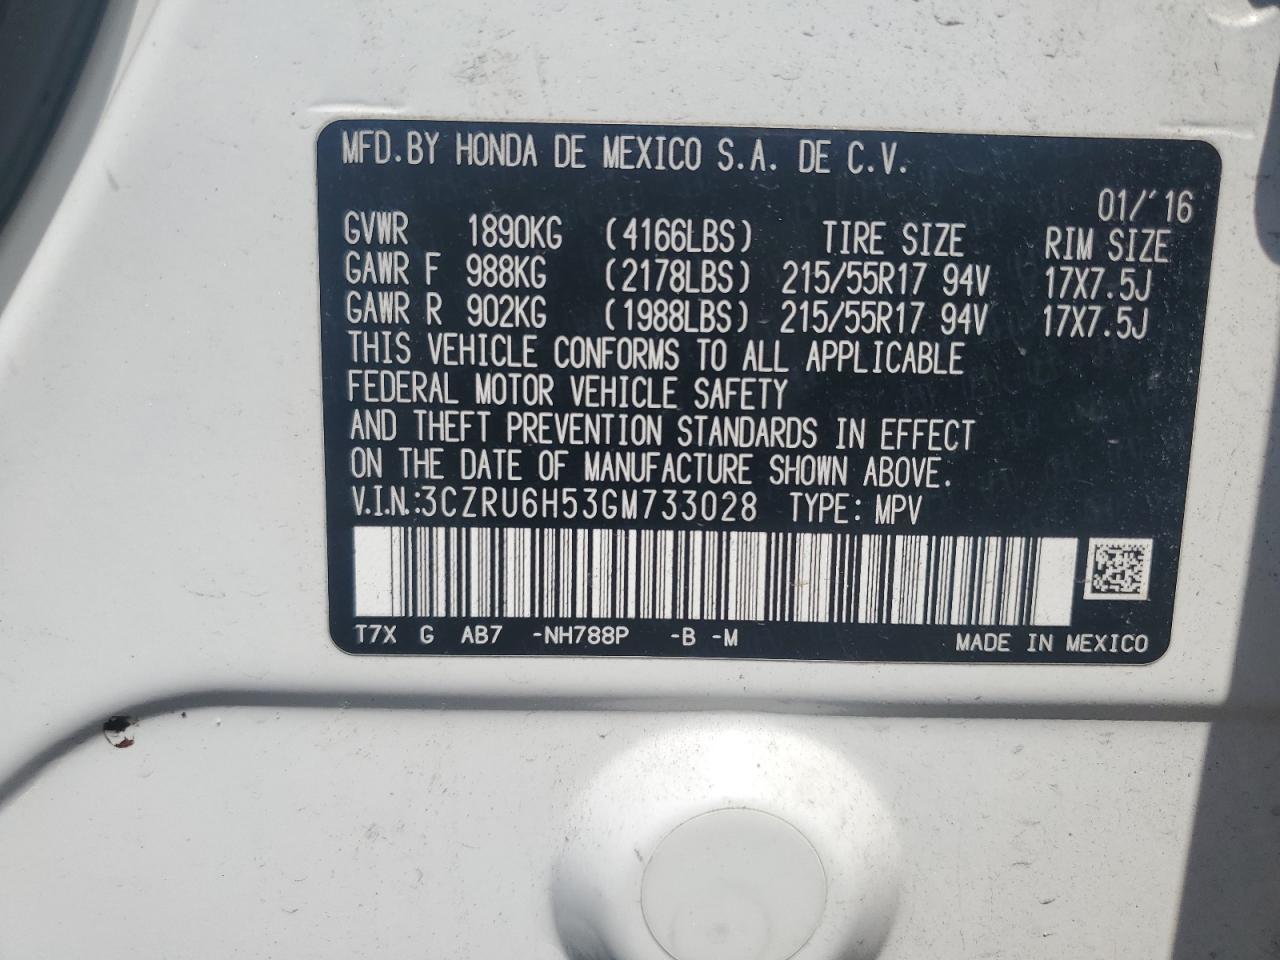 MFD.BY HONDA DE MEXICO S.A. DE C.V.
01/'16
GVWR 1890KG (4166LBS) TIRE SIZE RIM SIZE
GAWR F 988KG (2178LBS) 215/55R17 94V 17X7.5J
GAWR R 902KG (1988LBS) 215/55R17 94V 17X7.5J
THIS VEHICLE CONFORMS TO ALL APPLICABLE
FEDERAL MOTOR VEHICLE SAFETY
AND THEFT PREVENTION STANDARDS IN EFFECT
ON THE DATE OF MANUFACTURE SHOWN ABOVE.
V.I.N.:3CZRU6H53GM733028 TYPE: MPV
T7X G AB7 -NH788P -B -M MADE IN MEXICO